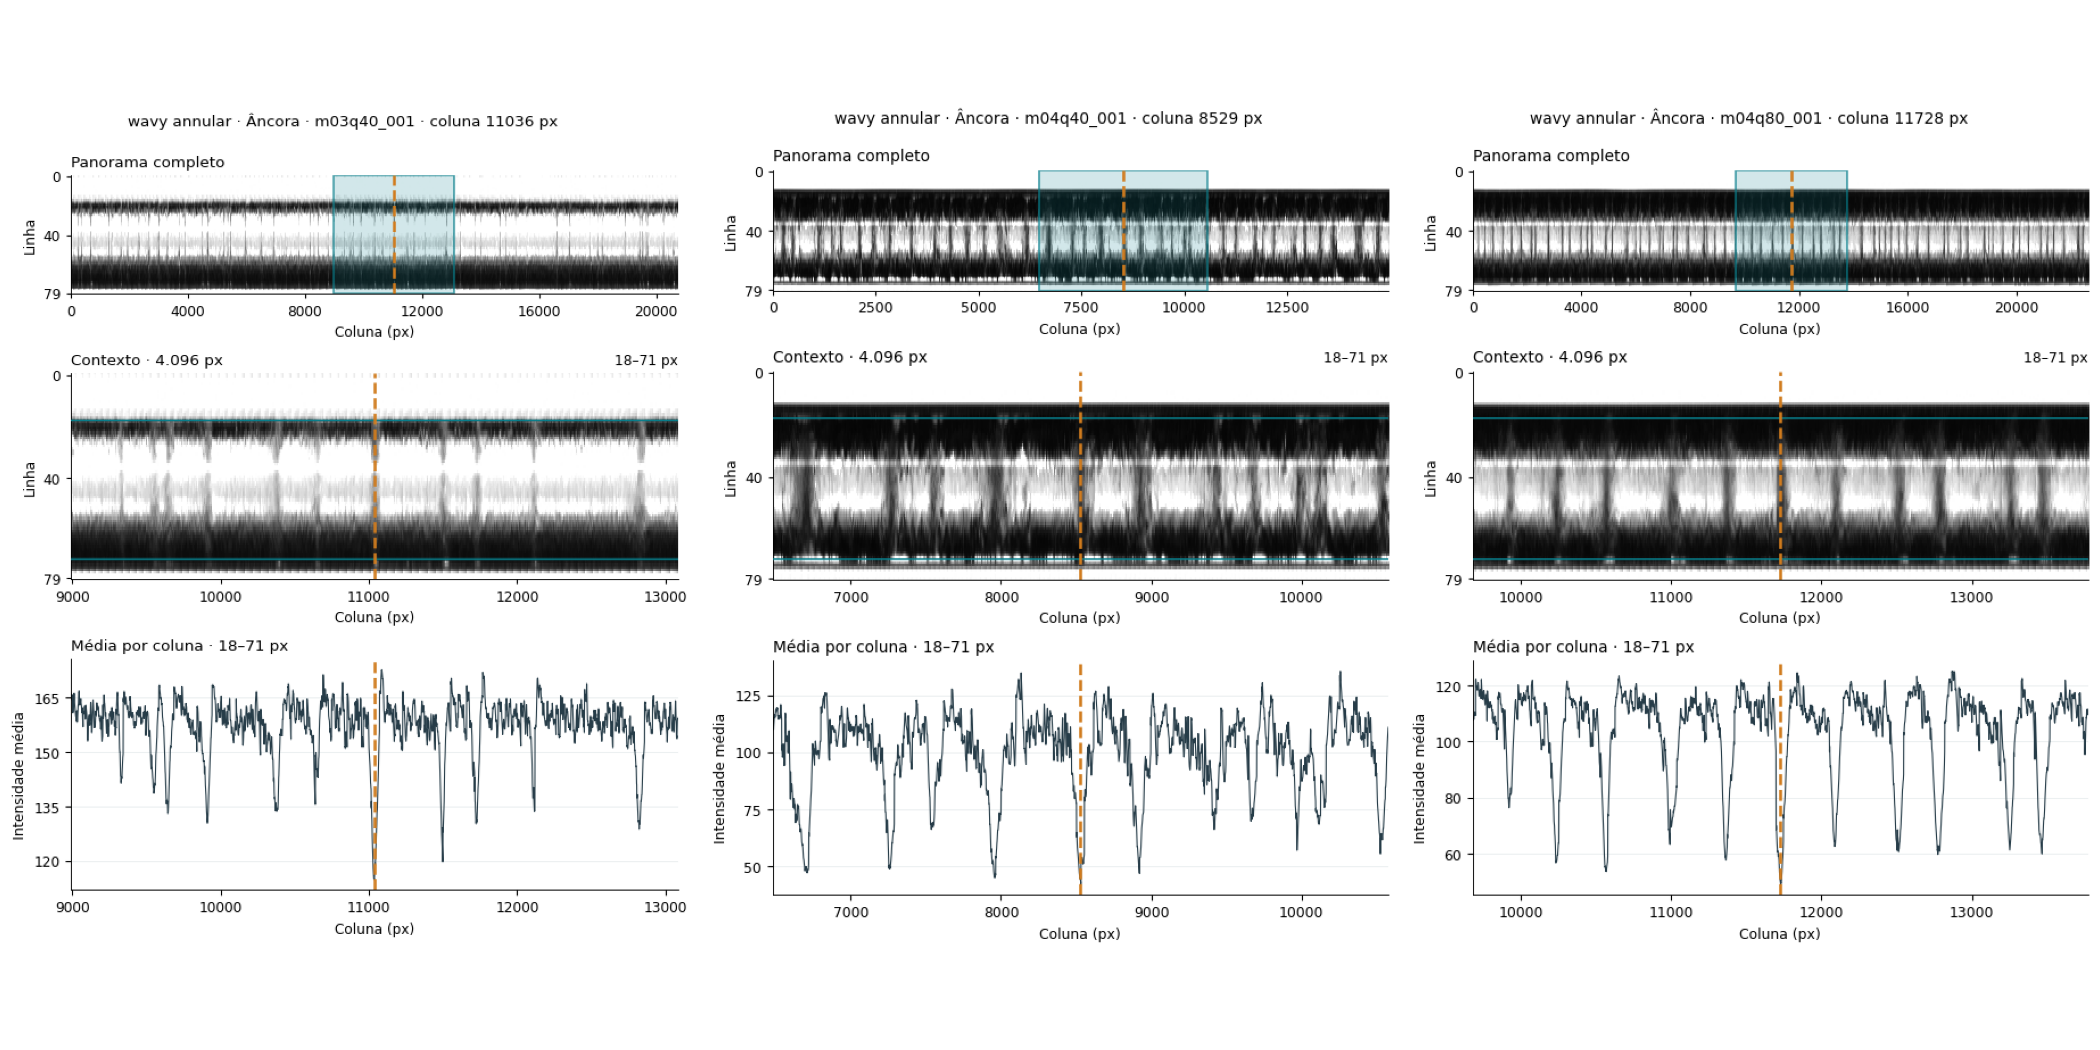 wavy annular · Âncora · m03q40_001 · coluna 11036 px
Panorama completo
0
40
79
Linha
0 4000 8000 12000 16000 20000
Coluna (px)
Contexto · 4.096 px 18–71 px
0
40
79
Linha
9000 10000 11000 12000 13000
Coluna (px)
Média por coluna · 18–71 px
165
150
135
120
Intensidade média
9000 10000 11000 12000 13000
Coluna (px)
wavy annular · Âncora · m04q40_001 · coluna 8529 px
Panorama completo
0
40
79
Linha
0 2500 5000 7500 10000 12500
Coluna (px)
Contexto · 4.096 px 18–71 px
0
40
79
Linha
7000 8000 9000 10000
Coluna (px)
Média por coluna · 18–71 px
125
100
75
50
Intensidade média
7000 8000 9000 10000
Coluna (px)
wavy annular · Âncora · m04q80_001 · coluna 11728 px
Panorama completo
0
40
79
Linha
0 4000 8000 12000 16000 20000
Coluna (px)
Contexto · 4.096 px 18–71 px
0
40
79
Linha
10000 11000 12000 13000
Coluna (px)
Média por coluna · 18–71 px
120
100
80
60
Intensidade média
10000 11000 12000 13000
Coluna (px)